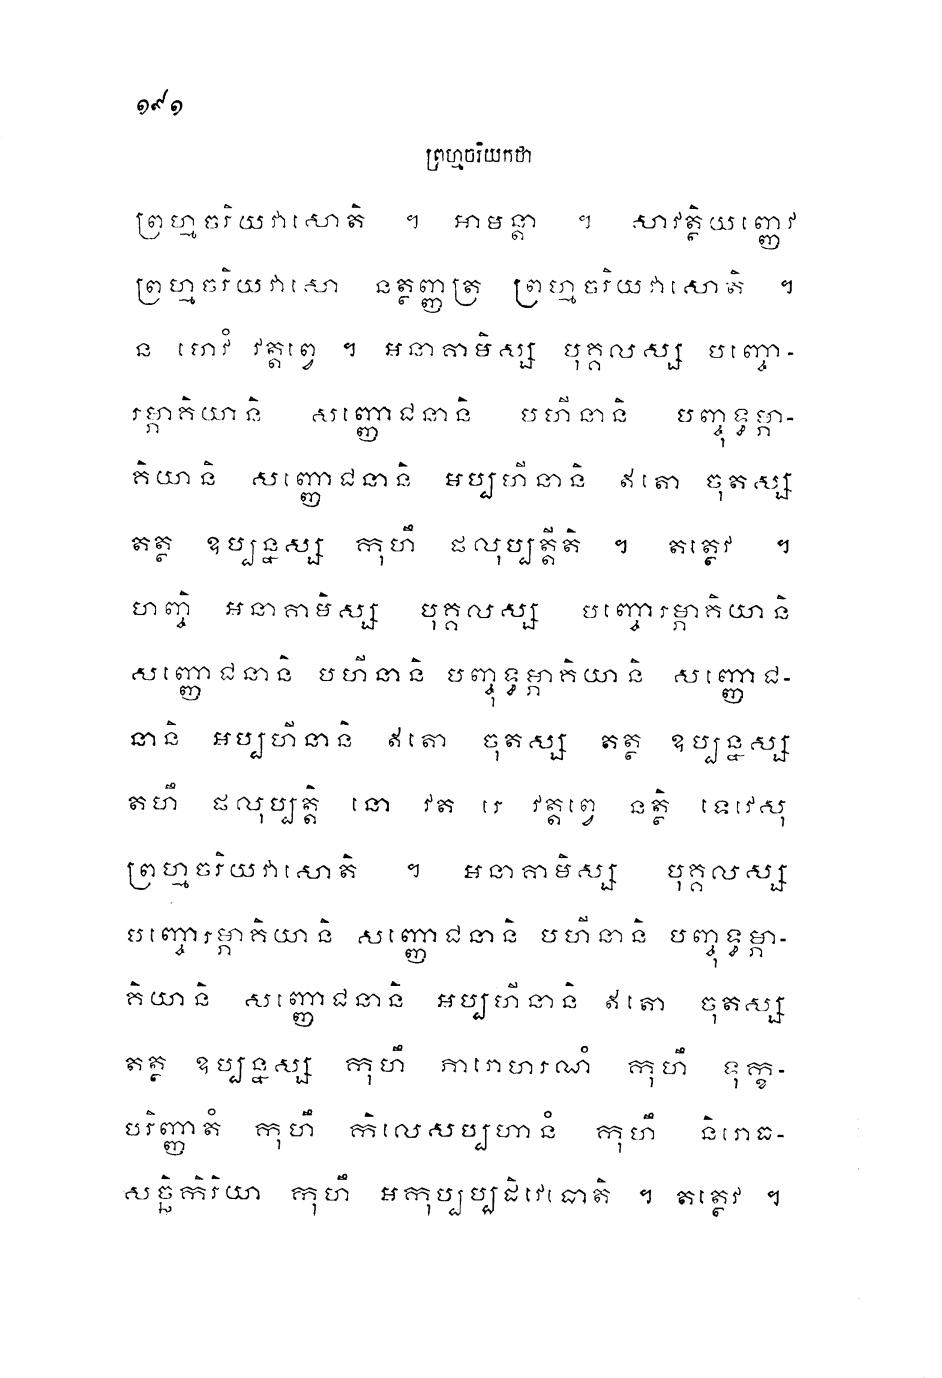 ១៩១
ព្រហ្មចរិយកថា
ព្រហ្មចរិយវាសោតិ ។ អាមន្តា ។ សាវត្ថិយញ្ញេវ
ព្រហ្មចរិយវាសោ នត្ថញ្ញត្រ ព្រហ្មចរិយវាសោតិ ។
ន ហេវំ វត្តព្វេ ។ អនាគាមិស្ស បុគ្គលស្ស បញ្ចោ-
រម្ភាគិយានិ សញ្ញោជនានិ បហីនានិ បញ្ចុទ្ធម្ភា-
គិយានិ សញ្ញោជនានិ អប្បហីនានិ ឥតោ ចុតស្ស
តត្ថ ឧប្បន្នស្ស កុហឹ ផលុប្បត្តីតិ ។ តត្ថេវ ។
ហញ្ចិ អនាគាមិស្ស បុគ្គលស្ស បញ្ចោរម្ភាគិយានិ
សញ្ញោជនានិ បហីនានិ បញ្ចុទ្ធម្ភាគិយានិ សញ្ញោជ-
នានិ អប្បហីនានិ ឥតោ ចុតស្ស តត្ថ ឧប្បន្នស្ស
តហឹ ផលុប្បត្តិ នោ វត រេ វត្តព្វេ នត្ថិ ទេវេសុ
ព្រហ្មចរិយវាសោតិ ។ អនាគាមិស្ស បុគ្គលស្ស
បញ្ចោរម្ភាគិយានិ សញ្ញោជនានិ បហីនានិ បញ្ចុទ្ធម្ភា-
គិយានិ សញ្ញោជនានិ អប្បហីនានិ ឥតោ ចុតស្ស
តត្ថ ឧប្បន្នស្ស កុហឹ ភារោហរណំ កុហឹ ទុក្ខ-
បរិញ្ញាតំ កុហឹ កិលេសប្បហានំ កុហឹ និរោធ-
សច្ឆិកិរិយា កុហឹ អកុប្បប្បដិវេធោតិ ។ តត្ថេវ ។